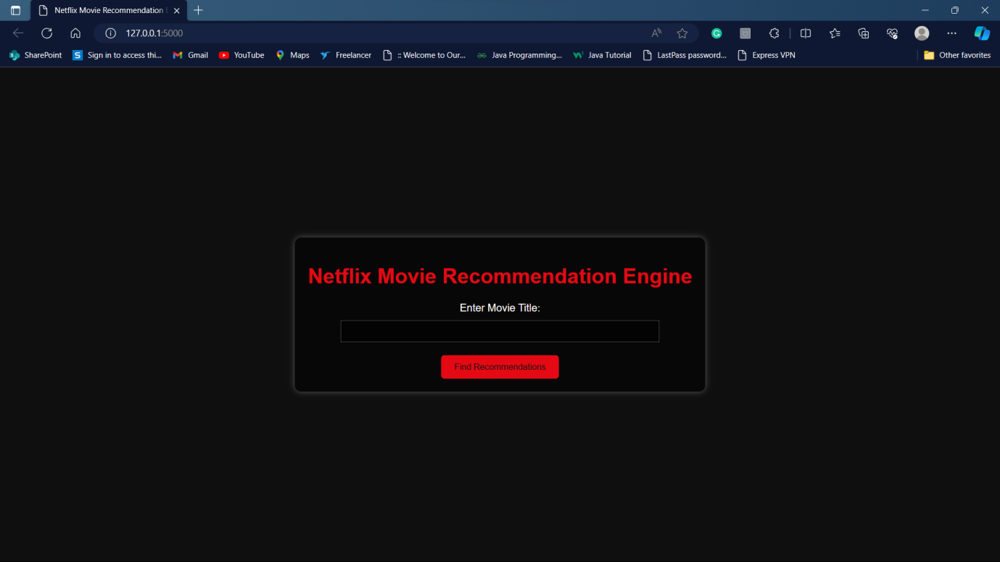 Netflix Movie Recommendation
127.0.0.1:5000
SharePoint S Sign in to access thi... Gmail YouTube Maps Freelancer :: Welcome to Our... Java Programming... Java Tutorial LastPass password... Express VPN Other favorites
Netflix Movie Recommendation Engine
Enter Movie Title:
Find Recommendations